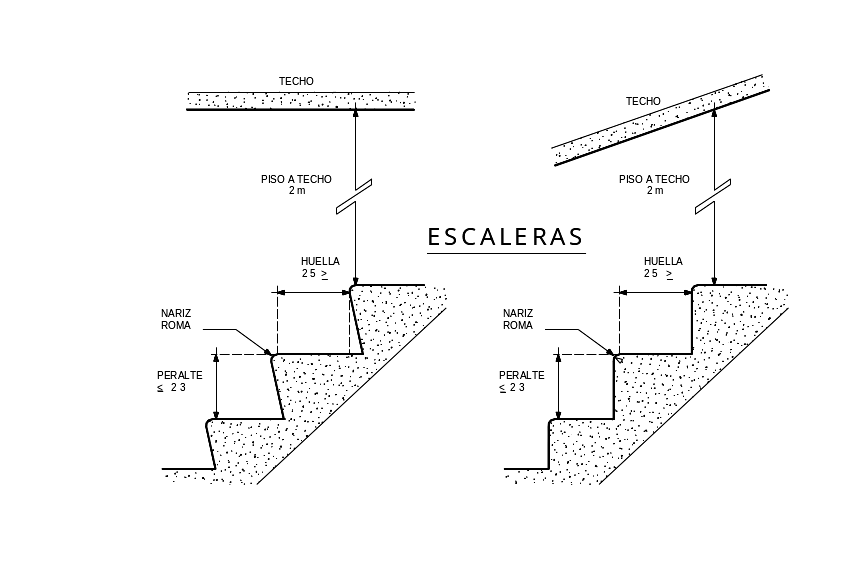 TECHO
TECHO
PISO A TECHO
2 m
PISO A TECHO
2 m
ESCALERAS
HUELLA
25 ≥
HUELLA
25 ≥
NARIZ
ROMA
NARIZ
ROMA
PERALTE
≤ 23
PERALTE
≤ 23